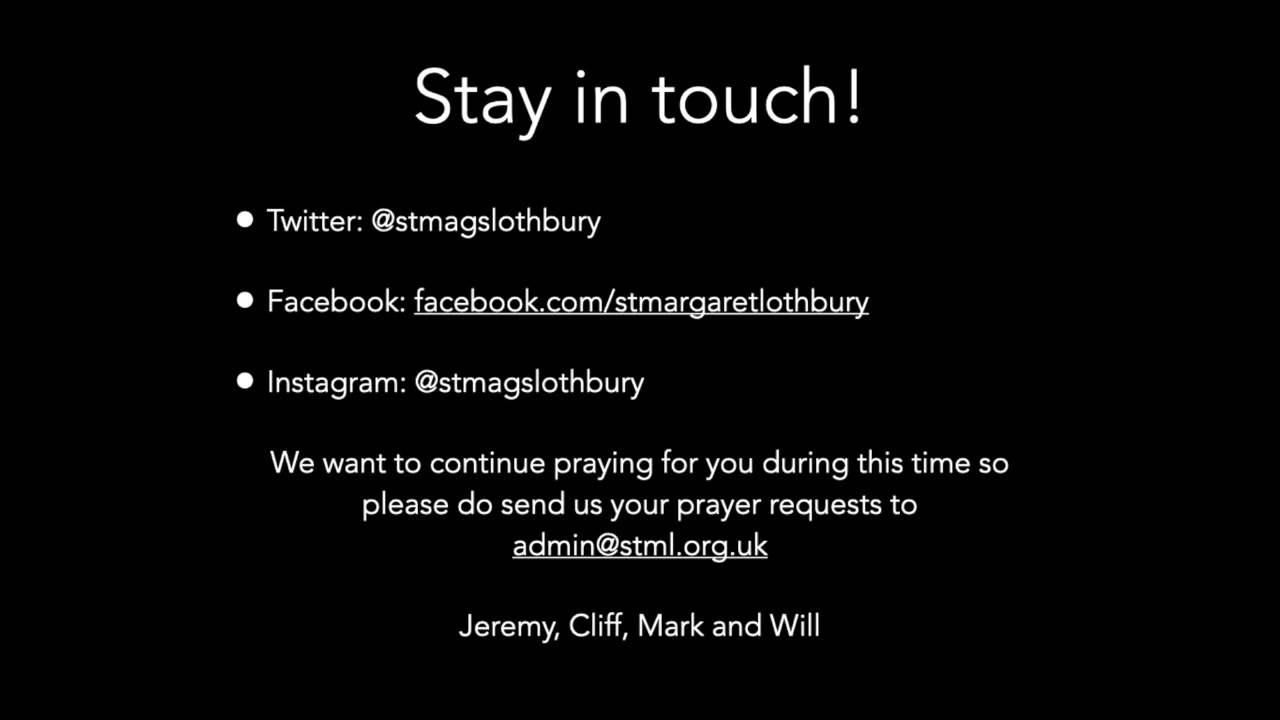 Stay in touch!
• Twitter: @stmagslothbury
• Facebook: facebook.com/stmargaretlothbury
• Instagram: @stmagslothbury
We want to continue praying for you during this time so
please do send us your prayer requests to
admin@stml.org.uk
Jeremy, Cliff, Mark and Will